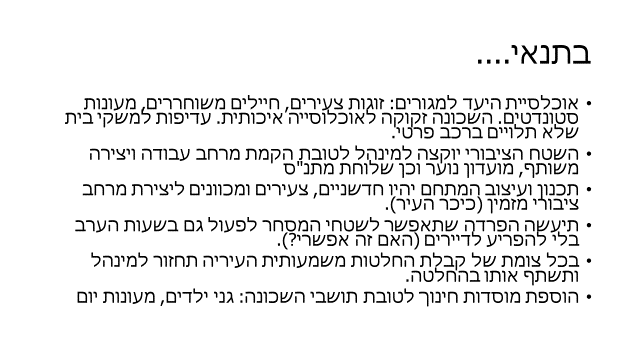 בתנאי....
• אוכלסיית היעד למגורים: זוגות צעירים, חיילים משוחררים, מעונות
סטונדטים. השכונה זקוקה לאוכלוסייה איכותית. עדיפות למשקי בית
שלא תלויים ברכב פרטי.
• השטח הציבורי יוקצה למינהל לטובת הקמת מרחב עבודה ויצירה
משותף, מועדון נוער וכן שלוחת מתנ"ס
• תכנון ועיצוב המתחם יהיו חדשניים, צעירים ומכוונים ליצירת מרחב
ציבורי מזמין (כיכר העיר).
• תיעשה הפרדה שתאפשר לשטחי המסחר לפעול גם בשעות הערב
בלי להפריע לדיירים (האם זה אפשרי?).
• בכל צומת של קבלת החלטות משמעותית העיריה תחזור למינהל
ותשתף אותו בהחלטה.
• הוספת מוסדות חינוך לטובת תושבי השכונה: גני ילדים, מעונות יום